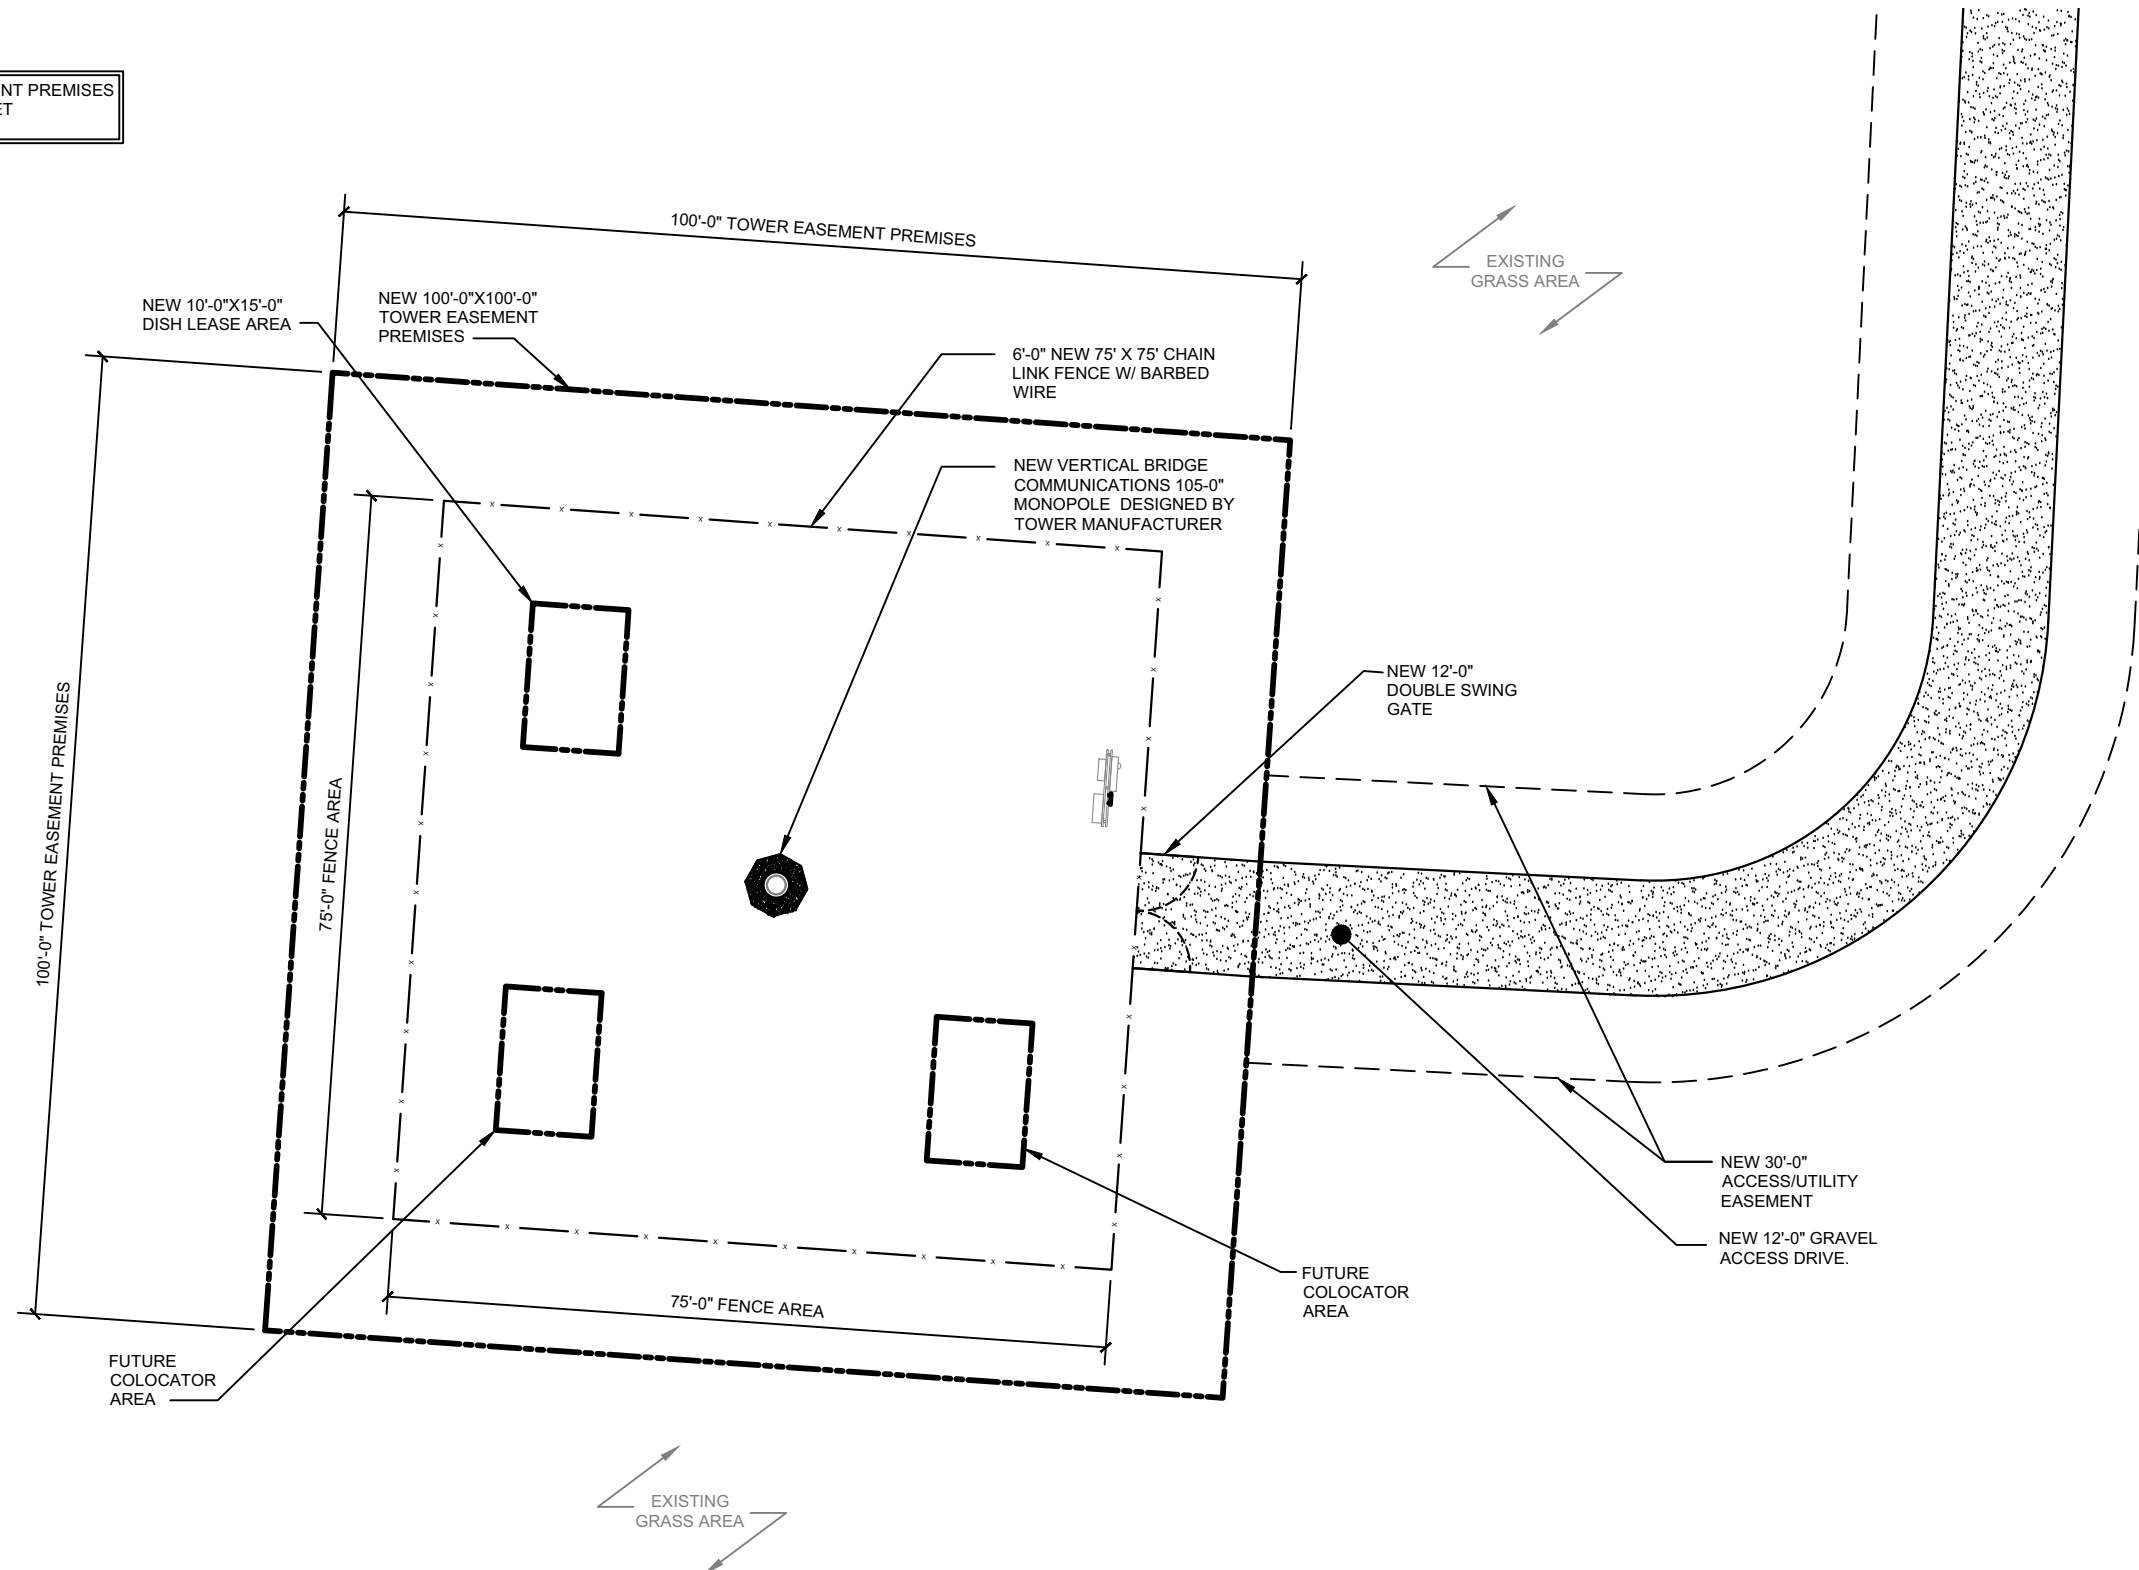 NT PREMISES
ET
100'-0" TOWER EASEMENT PREMISES
EXISTING
GRASS AREA
NEW 10'-0"X15'-0"
DISH LEASE AREA
NEW 100'-0"X100'-0"
TOWER EASEMENT
PREMISES
6'-0" NEW 75' X 75' CHAIN
LINK FENCE W/ BARBED
WIRE
NEW VERTICAL BRIDGE
COMMUNICATIONS 105-0"
MONOPOLE DESIGNED BY
TOWER MANUFACTURER
NEW 12'-0"
DOUBLE SWING
GATE
100'-0" TOWER EASEMENT PREMISES
75'-0" FENCE AREA
NEW 30'-0"
ACCESS/UTILITY
EASEMENT
NEW 12'-0" GRAVEL
ACCESS DRIVE.
FUTURE
COLOCATOR
AREA
75'-0" FENCE AREA
FUTURE
COLOCATOR
AREA
EXISTING
GRASS AREA